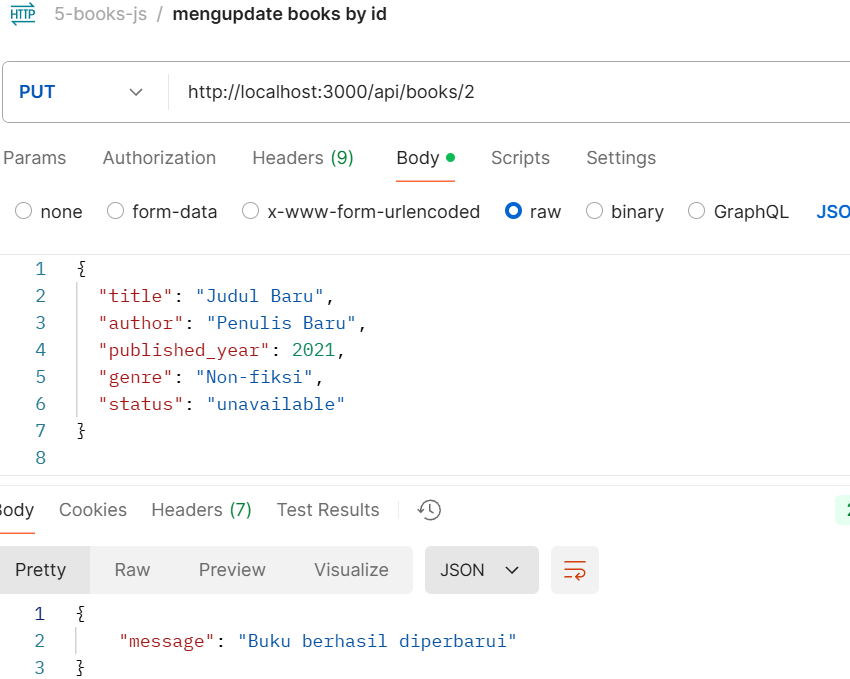 HTTP 5-books-js / mengupdate books by id
PUT http://localhost:3000/api/books/2
Params Authorization Headers (9) Body Scripts Settings
none form-data x-www-form-urlencoded raw binary GraphQL JSO
1 {
2 "title": "Judul Baru",
3 "author": "Penulis Baru",
4 "published_year": 2021,
5 "genre": "Non-fiksi",
6 "status": "unavailable"
7 }
8
Body Cookies Headers (7) Test Results 2
Pretty Raw Preview Visualize JSON
1 {
2 "message": "Buku berhasil diperbarui"
3 }